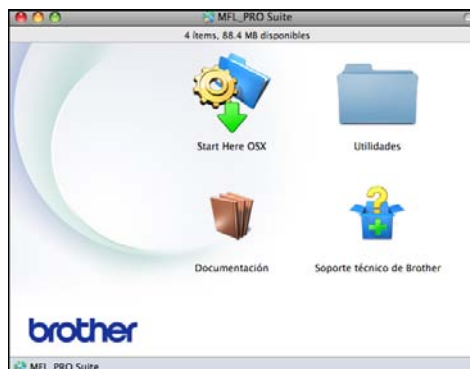 MFL_PRO Suite
4 ítems, 88.4 MB disponibles
Start Here OSX
Utilidades
Documentación
Soporte técnico de Brother
brother
MFL_PRO Suite